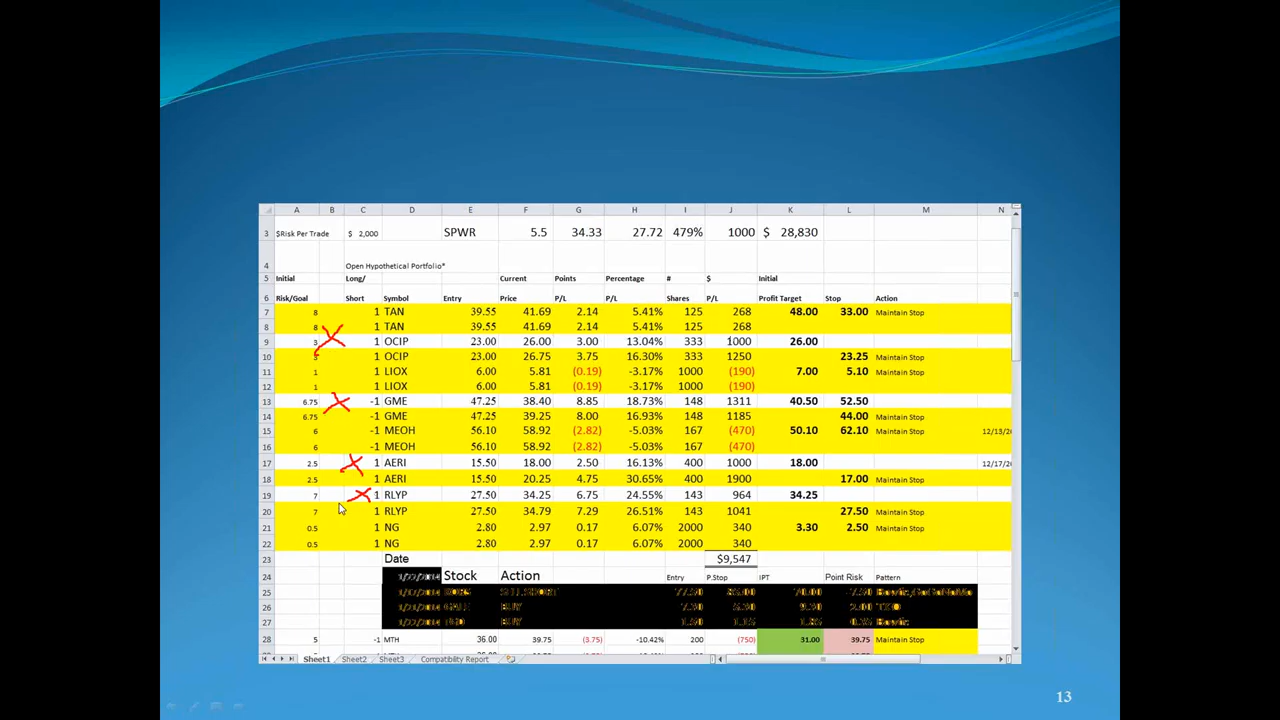 A B C D E F G H I J K L M N
3 $Risk Per Trade $ 2,000 SPWR 5.5 34.33 27.72 479% 1000 $ 28,830
4 Open Hypothetical Portfolio*
5 Initial Long/ Current Points Percentage # $ Initial
6 Risk/Goal Short Symbol Entry Price P/L P/L Shares P/L Profit Target Stop Action
7 8 1 TAN 39.55 41.69 2.14 5.41% 125 268 48.00 33.00 Maintain Stop
8 8 1 TAN 39.55 41.69 2.14 5.41% 125 268
9 3 1 OCIP 23.00 26.00 3.00 13.04% 333 1000 26.00
10 3 1 OCIP 23.00 26.75 3.75 16.30% 333 1250 23.25 Maintain Stop
11 1 1 LIOX 6.00 5.81 (0.19) -3.17% 1000 (190) 7.00 5.10 Maintain Stop
12 1 1 LIOX 6.00 5.81 (0.19) -3.17% 1000 (190)
13 6.75 -1 GME 47.25 38.40 8.85 18.73% 148 1311 40.50 52.50
14 6.75 -1 GME 47.25 39.25 8.00 16.93% 148 1185 44.00 Maintain Stop
15 6 -1 MEOH 56.10 58.92 (2.82) -5.03% 167 (470) 50.10 62.10 Maintain Stop 12/13/2
16 6 -1 MEOH 56.10 58.92 (2.82) -5.03% 167 (470)
17 2.5 1 AERI 15.50 18.00 2.50 16.13% 400 1000 18.00 12/17/2
18 2.5 1 AERI 15.50 20.25 4.75 30.65% 400 1900 17.00 Maintain Stop
19 7 1 RLYP 27.50 34.25 6.75 24.55% 143 964 34.25
20 7 1 RLYP 27.50 34.79 7.29 26.51% 143 1041 27.50 Maintain Stop
21 0.5 1 NG 2.80 2.97 0.17 6.07% 2000 340 3.30 2.50 Maintain Stop
22 0.5 1 NG 2.80 2.97 0.17 6.07% 2000 340
23 Date $9,547
24 Stock Action Entry P.Stop IPT Point Risk Pattern
25
26 BUY
27 BUY
28 5 -1 MTH 36.00 39.75 (3.75) -10.42% 200 (750) 31.00 39.75 Maintain Stop
Sheet1 Sheet2 Sheet3 Compatibility Report
13